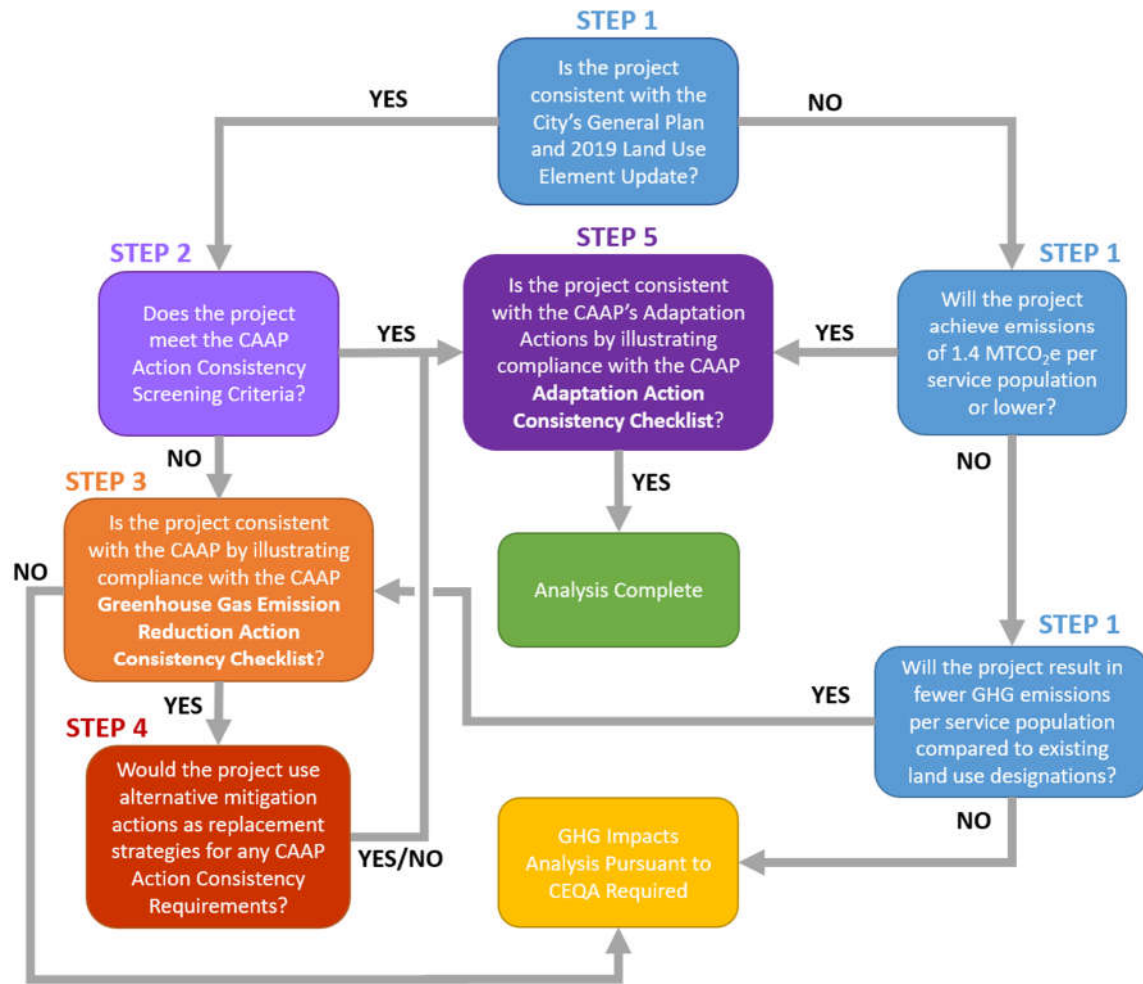 STEP 1
Is the project
consistent with the
City's General Plan
and 2019 Land Use
Element Update?
YES
NO
STEP 2
Does the project
meet the CAAP
Action Consistency
Screening Criteria?
YES
NO
STEP 5
Is the project consistent
with the CAAP's Adaptation
Actions by illustrating
compliance with the CAAP
Adaptation Action
Consistency Checklist?
YES
Analysis Complete
STEP 1
Will the project
achieve emissions
of 1.4 MTCO₂e per
service population
or lower?
YES
NO
STEP 3
Is the project consistent
with the CAAP by illustrating
compliance with the CAAP
Greenhouse Gas Emission
Reduction Action
Consistency Checklist?
NO
YES
STEP 4
Would the project use
alternative mitigation
actions as replacement
strategies for any CAAP
Action Consistency
Requirements?
YES/NO
STEP 1
Will the project result in
fewer GHG emissions
per service population
compared to existing
land use designations?
YES
NO
GHG Impacts
Analysis Pursuant to
CEQA Required